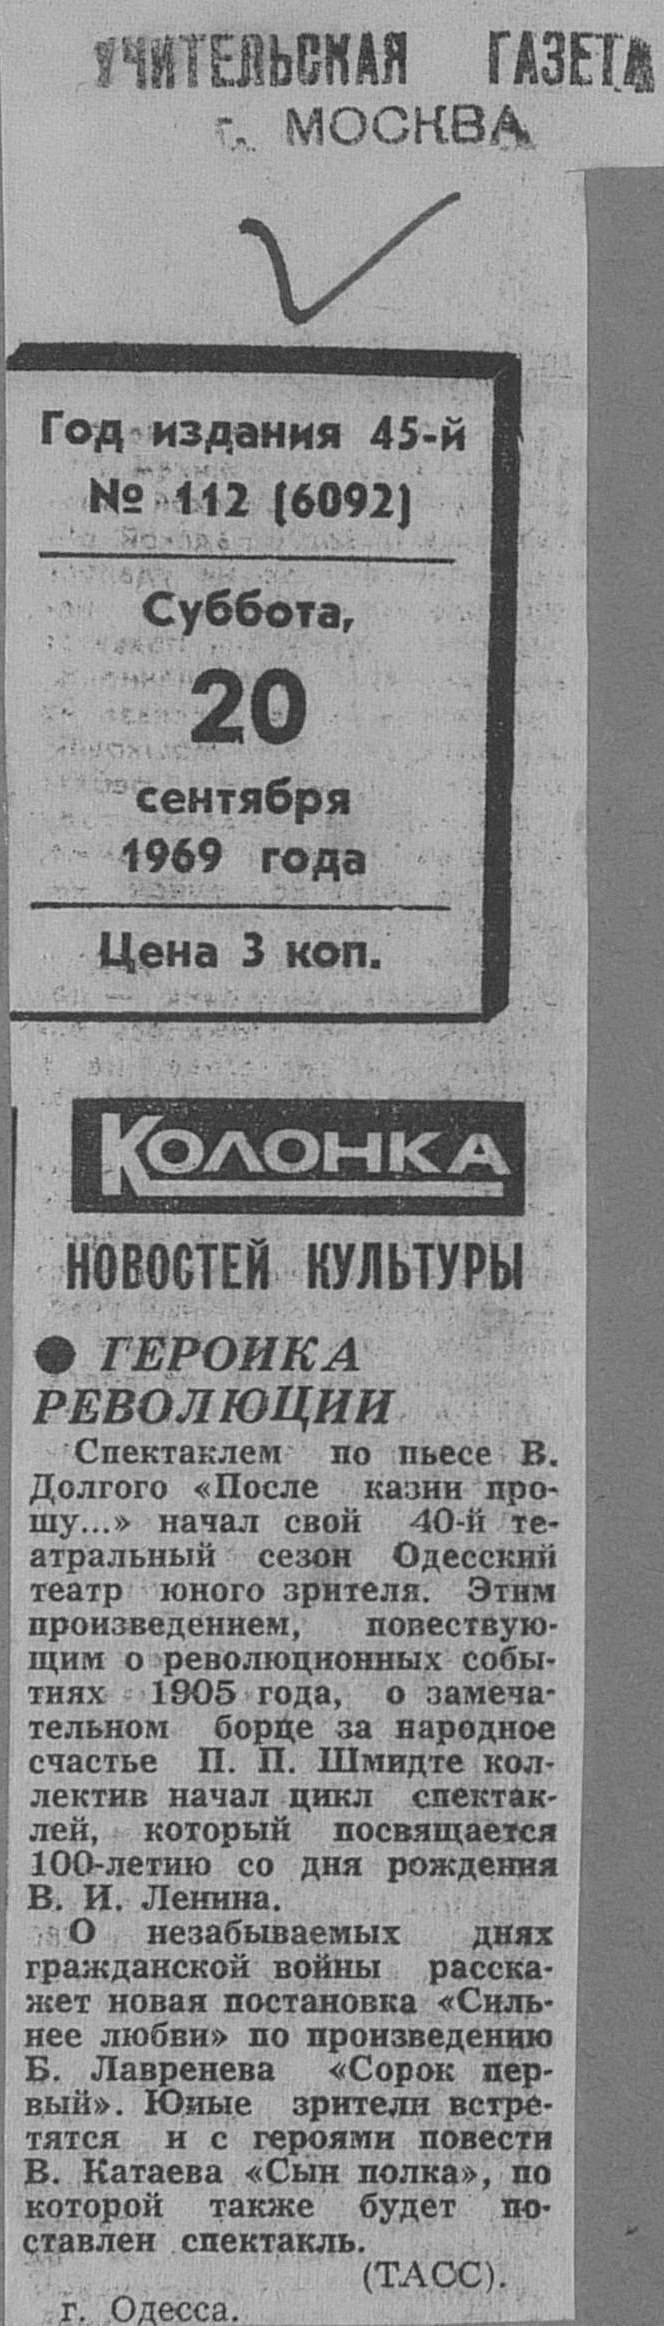 УЧИТЕЛЬСКАЯ ГАЗЕТА
г. МОСКВА
Год издания 45-й
№ 112 (6092)
Суббота,
20
сентября
1969 года
Цена 3 коп.
КОЛОНКА
НОВОСТЕЙ КУЛЬТУРЫ
● ГЕРОИКА
РЕВОЛЮЦИИ
Спектаклем по пьесе В.
Долгого «После казни про-
шу...» начал свой 40-й те-
атральный сезон Одесский
театр юного зрителя. Этим
произведением, повествую-
щим о революционных собы-
тиях 1905 года, о замеча-
тельном борце за народное
счастье П. П. Шмидте кол-
лектив начал цикл спектак-
лей, который посвящается
100-летию со дня рождения
В. И. Ленина.
О незабываемых днях
гражданской войны расска-
жет новая постановка «Силь-
нее любви» по произведению
Б. Лавренева «Сорок пер-
вый». Юные зрители встре-
тятся и с героями повести
В. Катаева «Сын полка», по
которой также будет по-
ставлен спектакль.
(ТАСС).
г. Одесса.